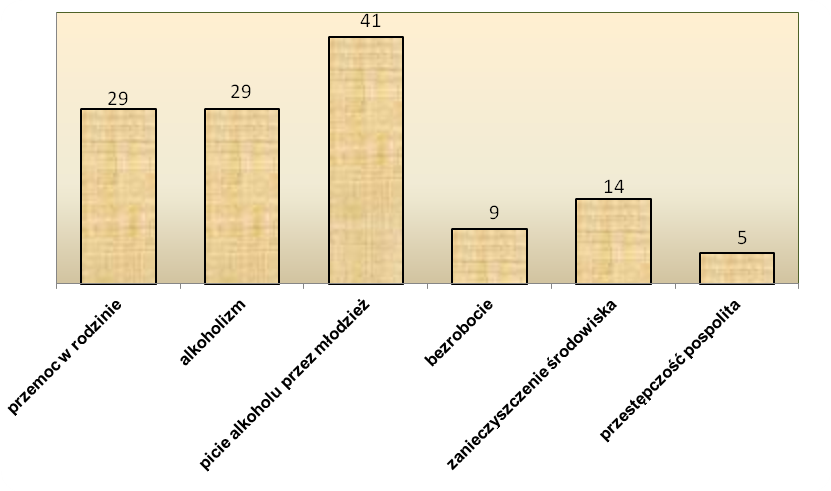 29
29
41
9
14
5
przemoc w rodzinie
alkoholizm
picie alkoholu przez młodzież
bezrobocie
zanieczyszczenie środowiska
przestępczość pospolita